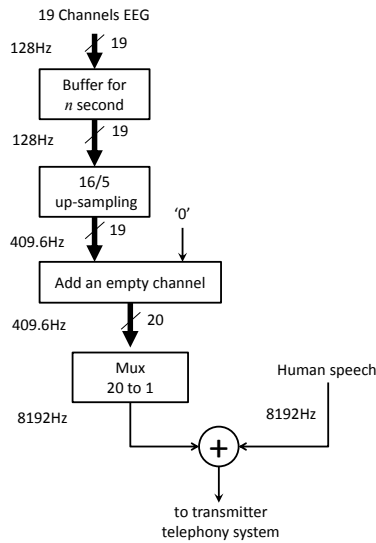 19 Channels EEG
128Hz
19
Buffer for
n second
128Hz
19
16/5
up-sampling
19
‘0’
409.6Hz
Add an empty channel
409.6Hz
20
Mux
20 to 1
Human speech
8192Hz
8192Hz
+
to transmitter
telephony system